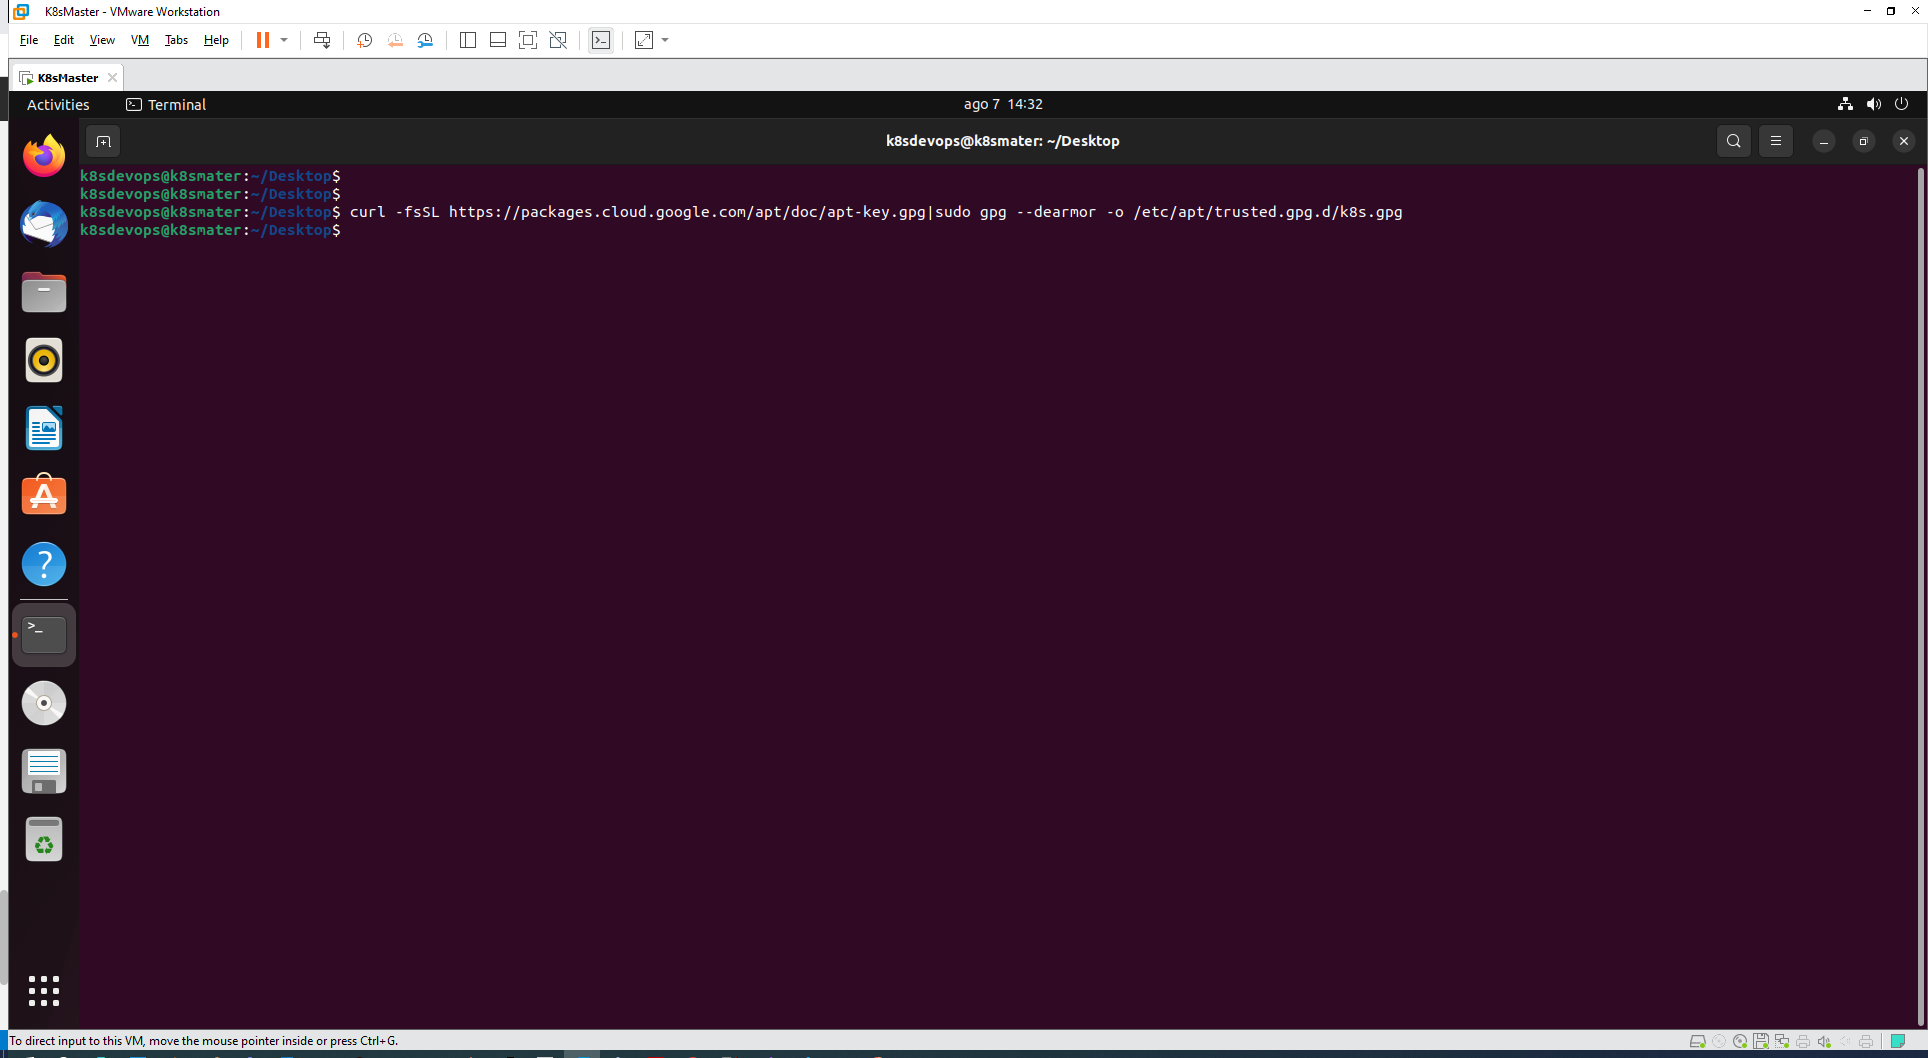 K8sMaster - VMware Workstation
File Edit View VM Tabs Help
K8sMaster
Activities Terminal ago 7 14:32
k8sdevops@k8smater: ~/Desktop
k8sdevops@k8smater:~/Desktop$
k8sdevops@k8smater:~/Desktop$
k8sdevops@k8smater:~/Desktop$ curl -fsSL https://packages.cloud.google.com/apt/doc/apt-key.gpg|sudo gpg --dearmor -o /etc/apt/trusted.gpg.d/k8s.gpg
k8sdevops@k8smater:~/Desktop$
To direct input to this VM, move the mouse pointer inside or press Ctrl+G.